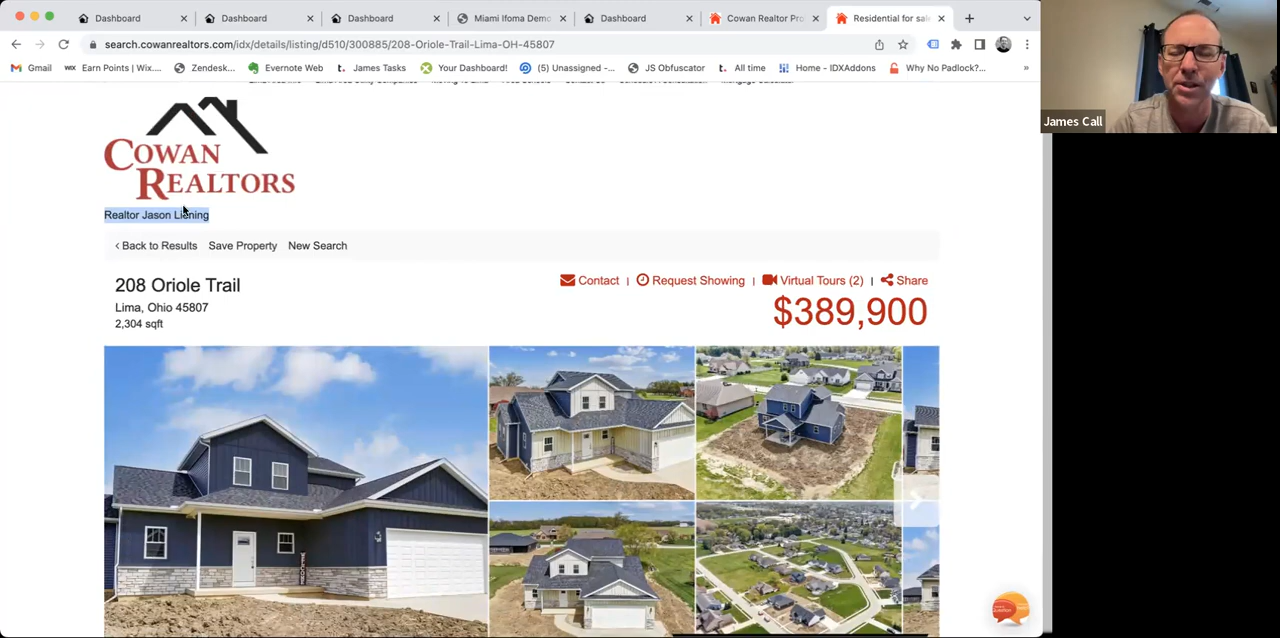 Dashboard
Dashboard
Dashboard
Miami Ifoma Demo
Dashboard
Cowan Realtor Pro
Residential for sal
search.cowanrealtors.com/idx/details/listing/d510/300885/208-Oriole-Trail-Lima-OH-45807
Gmail
WIX Earn Points | Wix....
Zendesk...
Evernote Web
t. James Tasks
Your Dashboard!
(5) Unassigned -...
JS Obfuscator
t. All time
Home - IDXAddons
Why No Padlock?...
James Call
COWAN
REALTORS
Realtor Jason Liening
‹ Back to Results Save Property New Search
208 Oriole Trail
Contact | Request Showing | Virtual Tours (2) | Share
Lima, Ohio 45807
2,304 sqft
$389,900